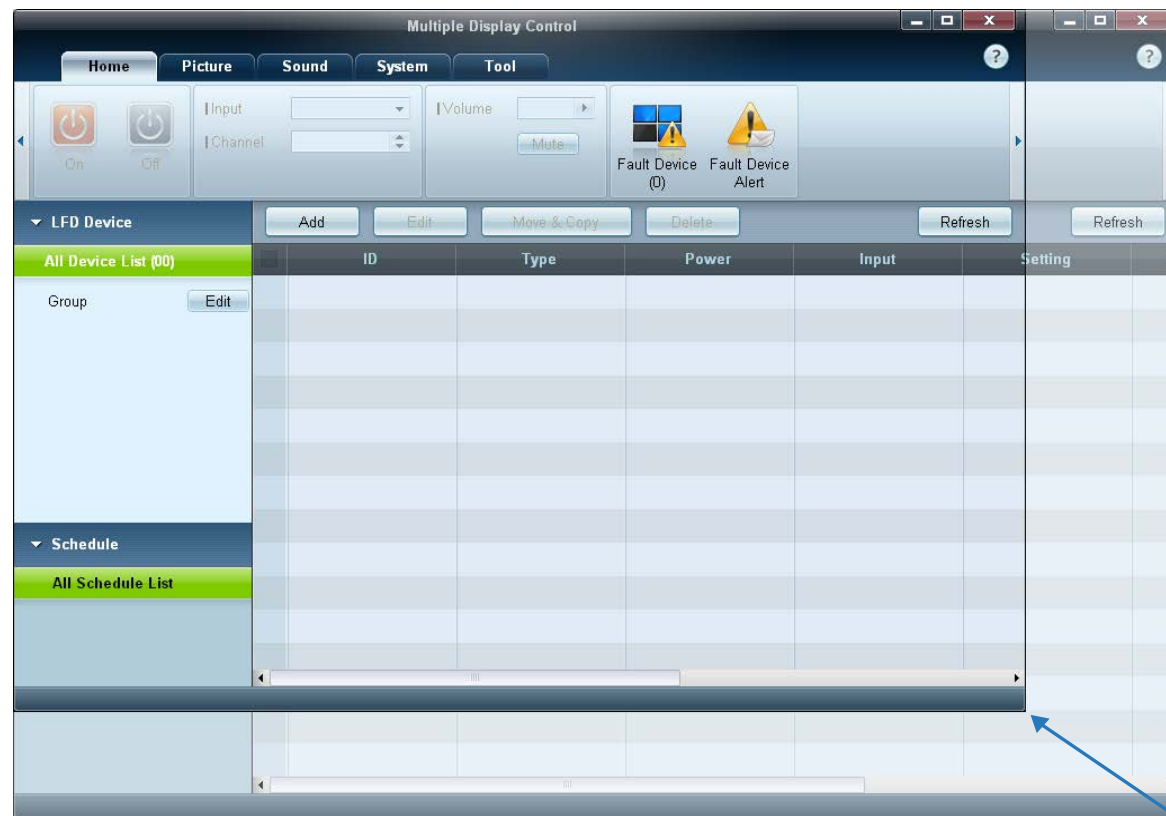 Multiple Display Control
Home Picture Sound System Tool
On Off
Input
Channel
Volume
Mute
Fault Device
(0)
Fault Device
Alert
LFD Device
Add Edit Move & Copy Delete Refresh Refresh
All Device List (00)
ID Type Power Input Setting
Group Edit
Schedule
All Schedule List